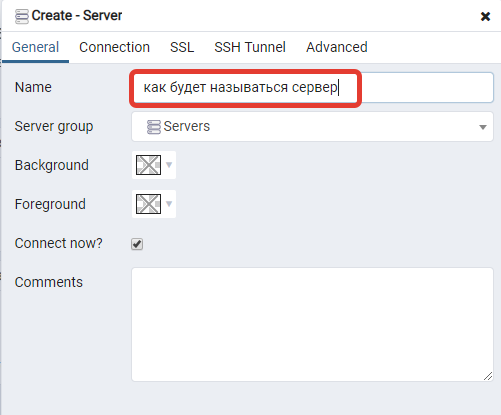 Create - Server
General Connection SSL SSH Tunnel Advanced
Name как будет называться сервер
Server group Servers
Background
Foreground
Connect now?
Comments